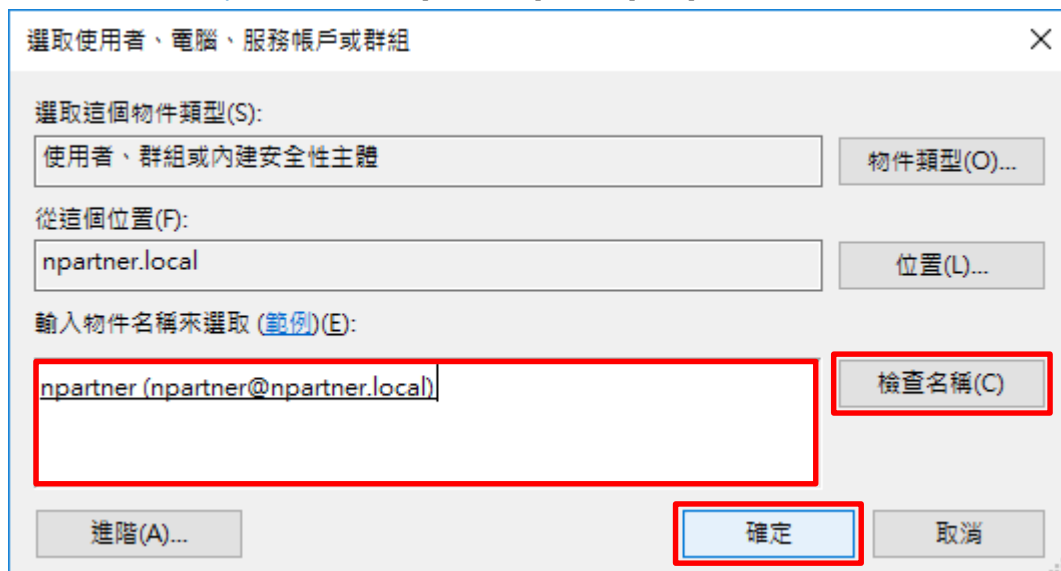 選取使用者、電腦、服務帳戶或群組
選取這個物件類型(S):
使用者、群組或內建安全性主體
物件類型(O)...
從這個位置(F):
npartner.local
位置(L)...
輸入物件名稱來選取 (範例)(E):
npartner (npartner@npartner.local)
檢查名稱(C)
進階(A)...
確定
取消